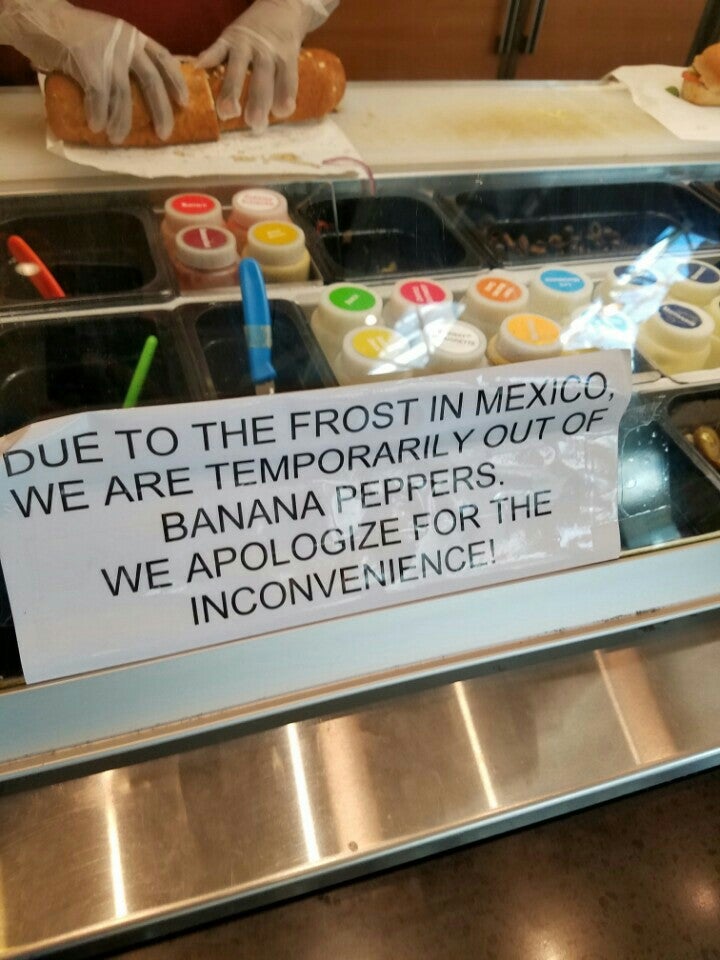 DUE TO THE FROST IN MEXICO,
WE ARE TEMPORARILY OUT OF
BANANA PEPPERS.
WE APOLOGIZE FOR THE
INCONVENIENCE!